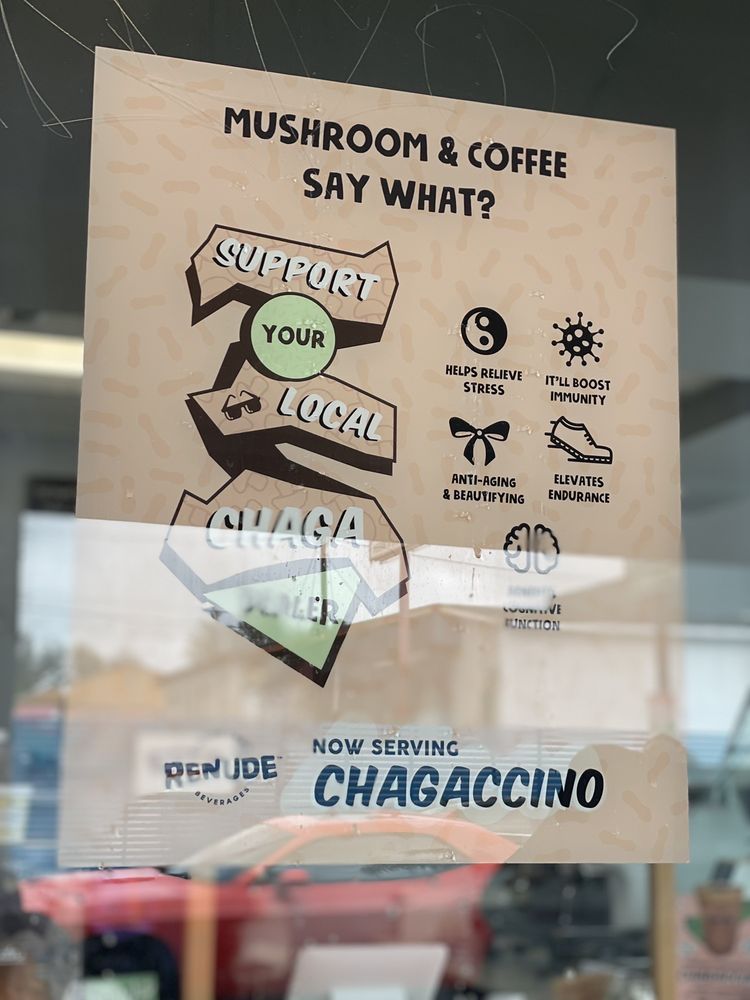 MUSHROOM & COFFEE
SAY WHAT?
SUPPORT
YOUR
LOCAL
CHAGA
DEALER
HELPS RELIEVE
STRESS
IT'LL BOOST
IMMUNITY
ANTI-AGING
& BEAUTIFYING
ELEVATES
ENDURANCE
COGNITIVE
FUNCTION
RENUDE™
BEVERAGES
NOW SERVING
CHAGACCINO